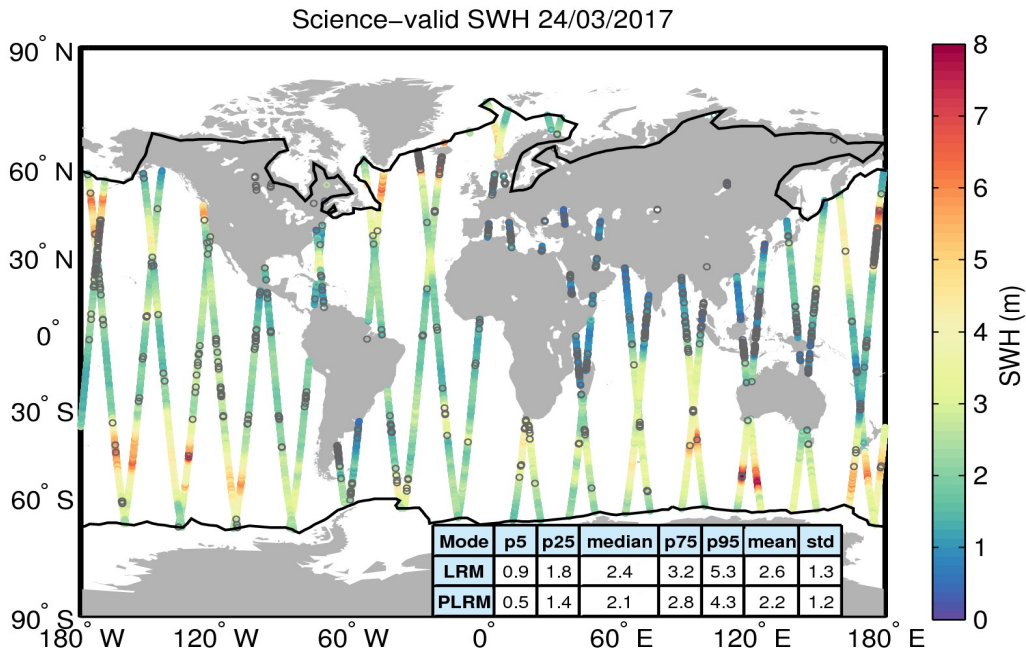 Science−valid SWH 24/03/2017
90° N
60° N
30° N
0°
30° S
60° S
90° S
180° W
120° W
60° W
0°
60° E
120° E
180° E
8
7
6
5
4
3
2
1
0
SWH (m)
Mode p5 p25 median p75 p95 mean std
LRM 0.9 1.8 2.4 3.2 5.3 2.6 1.3
PLRM 0.5 1.4 2.1 2.8 4.3 2.2 1.2